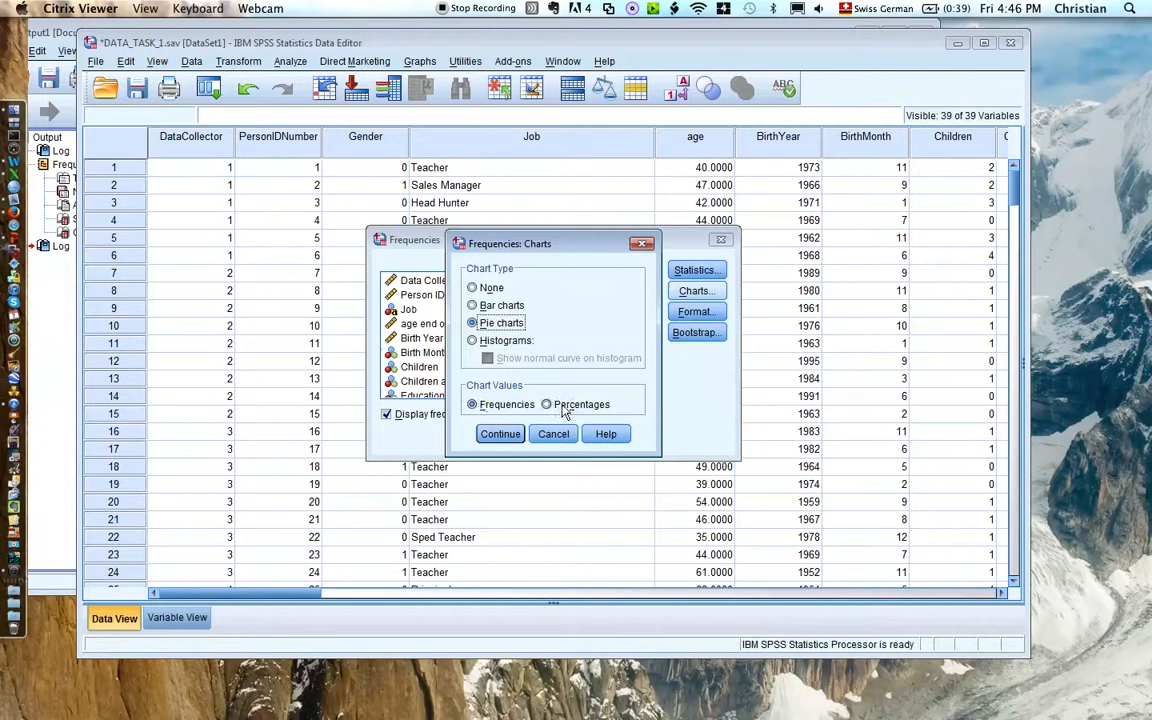 Citrix Viewer View Keyboard Webcam Stop Recording 4 Swiss German (0:39) Fri 4:46 PM Christian
*DATA_TASK_1.sav [DataSet1] - IBM SPSS Statistics Data Editor
File Edit View Data Transform Analyze Direct Marketing Graphs Utilities Add-ons Window Help
Visible: 39 of 39 Variables
DataCollector PersonIDNumber Gender Job age BirthYear BirthMonth Children
1 1 1 0 Teacher 40.0000 1973 11 2
2 1 2 1 Sales Manager 47.0000 1966 9 2
3 1 3 0 Head Hunter 42.0000 1971 1 3
4 1 4 0 Teacher 44.0000 1969 7 0
5 1 5 1962 11 3
6 1 6 1968 6 4
7 2 7 1989 9 0
8 2 8 1990 11 0
9 2 9 1980 8 0
10 2 10 1976 10 1
11 2 11 1963 1 1
12 2 12 1995 9 0
13 2 13 1984 3 1
14 2 14 1991 6 0
15 2 15 1963 2 0
16 2 16 1983 11 1
17 2 17 1982 6 1
18 3 18 1 Teacher 49.0000 1964 5 0
19 3 19 0 Teacher 39.0000 1974 2 0
20 3 20 0 Teacher 54.0000 1959 9 1
21 3 21 0 Teacher 46.0000 1967 8 1
22 3 22 0 Sped Teacher 35.0000 1978 12 1
23 3 23 1 Teacher 44.0000 1969 7 1
24 3 24 1 Teacher 61.0000 1952 11 1
Output
Log
Frequ
Log
Frequencies
Data Colle
Person ID
Job
age end o
Birth Year
Birth Mont
Children
Children a
Display freq
Statistics...
Charts...
Format...
Bootstrap...
Frequencies: Charts
Chart Type
None
Bar charts
Pie charts
Histograms:
Show normal curve on histogram
Chart Values
Frequencies Percentages
Continue Cancel Help
Data View Variable View
IBM SPSS Statistics Processor is ready